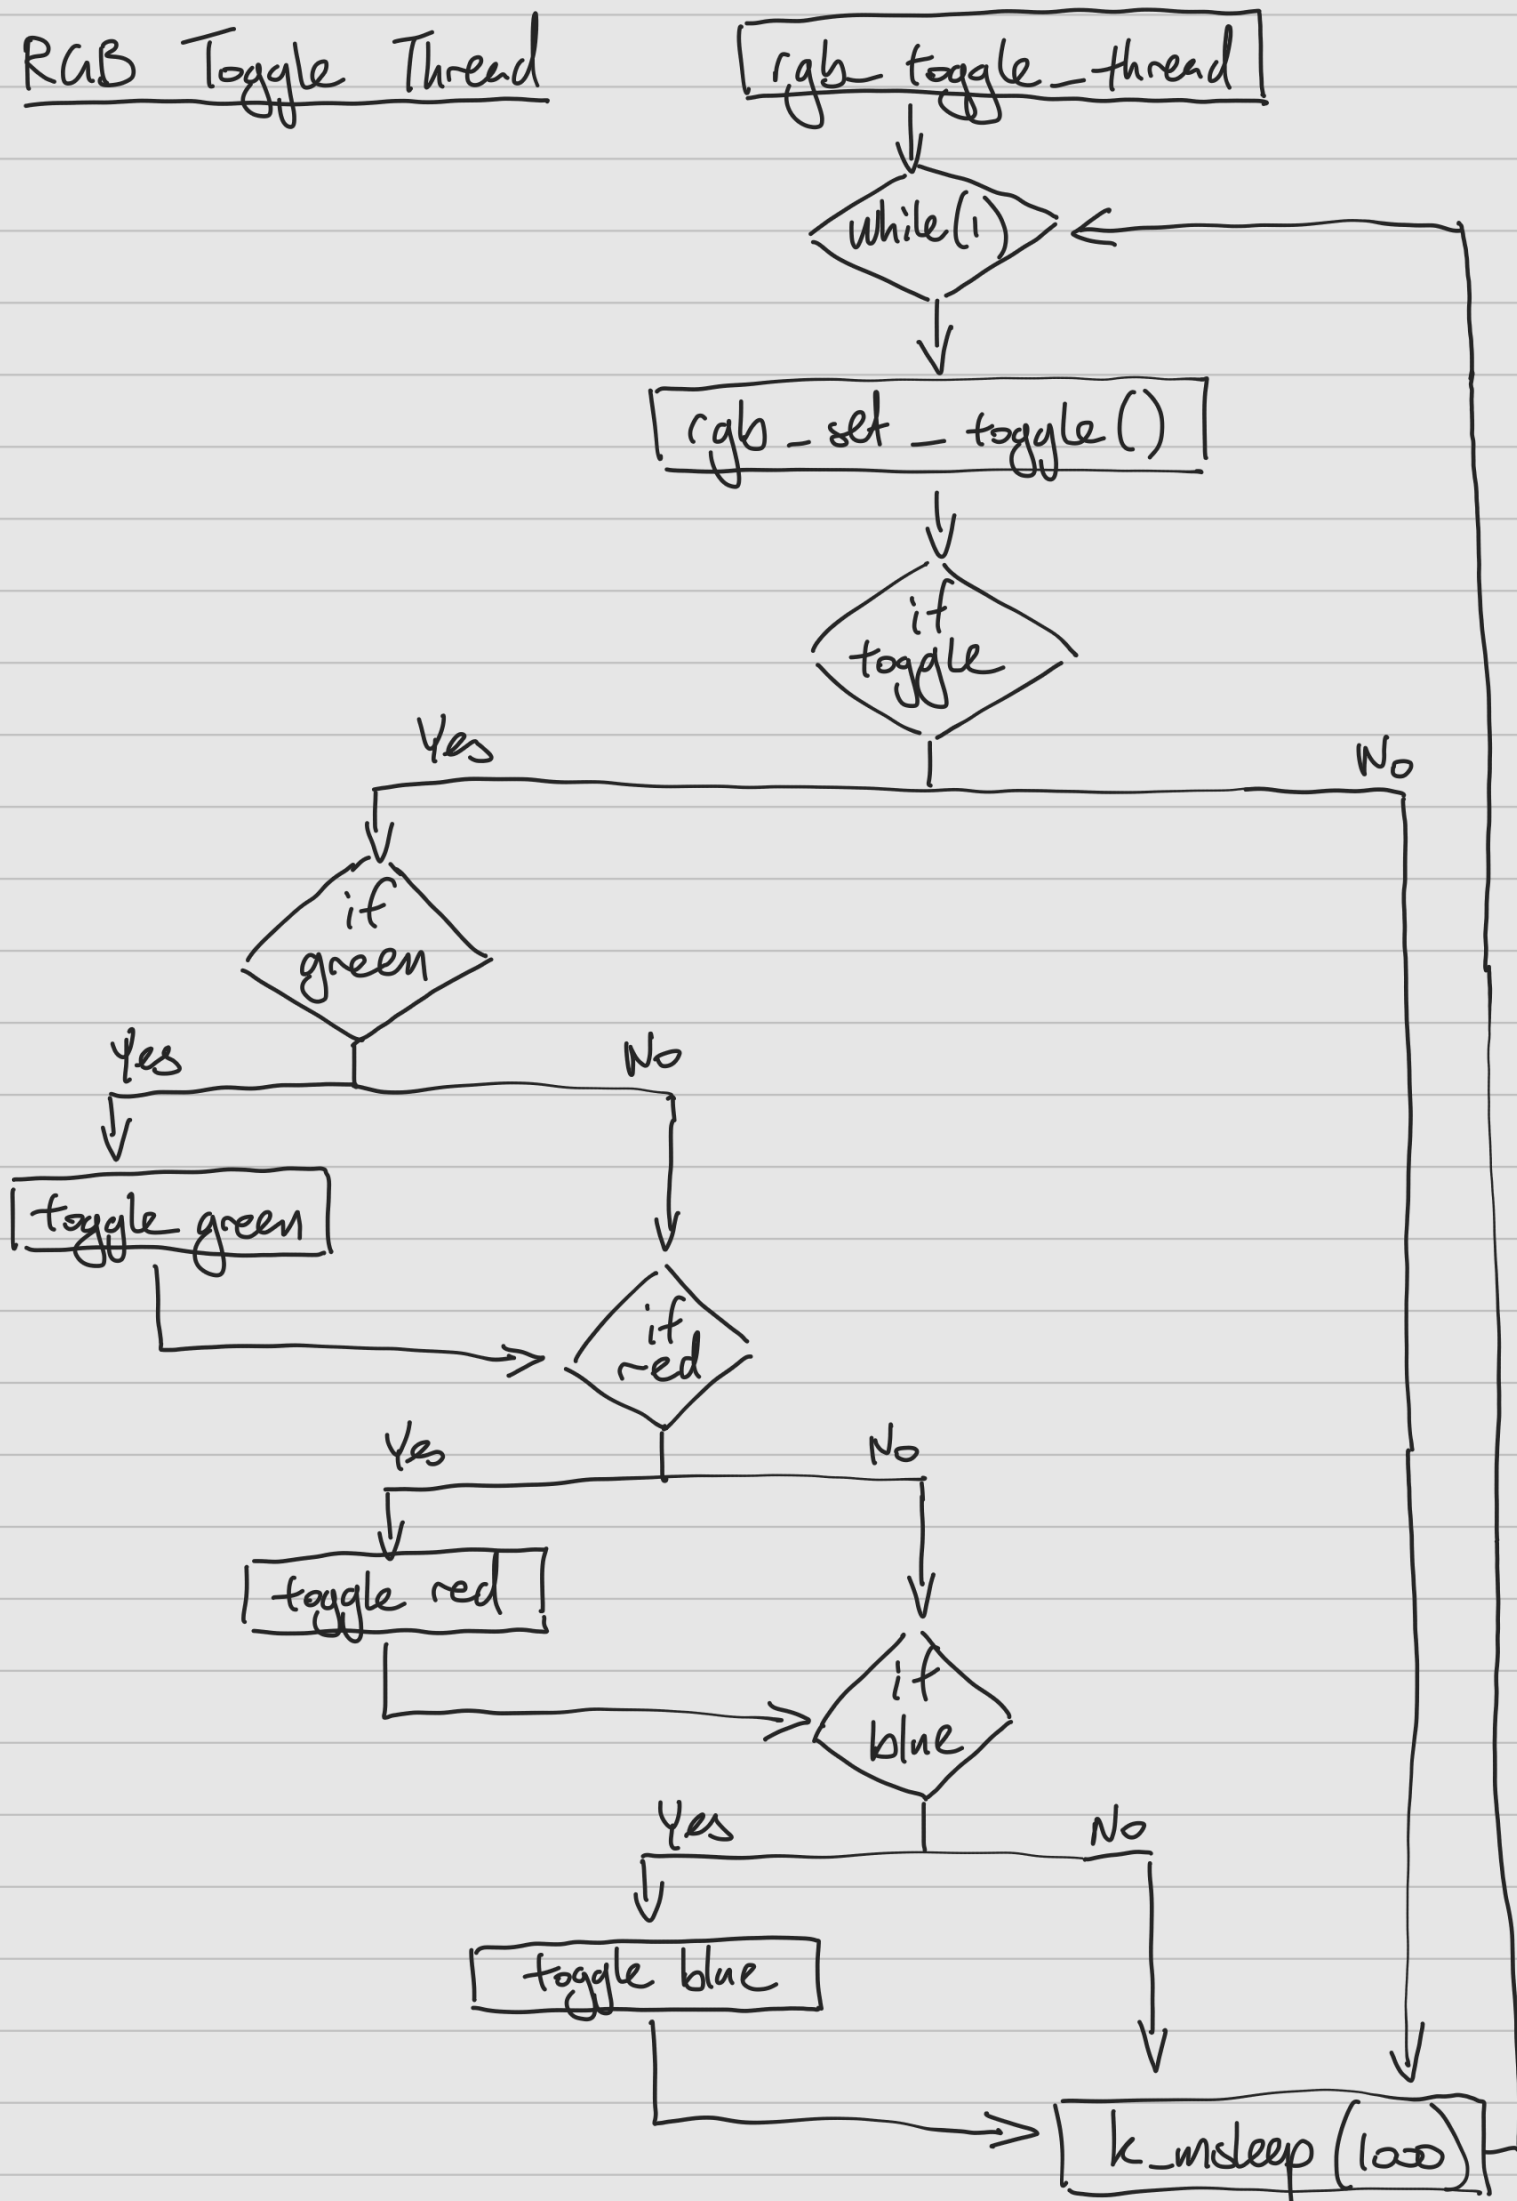 RGB Toggle Thread
rgb_toggle_thread
while(1)
rgb_set_toggle()
if
toggle
Yes
No
if
green
Yes
No
toggle green
if
red
Yes
No
toggle red
if
blue
Yes
No
toggle blue
k_msleep(100)